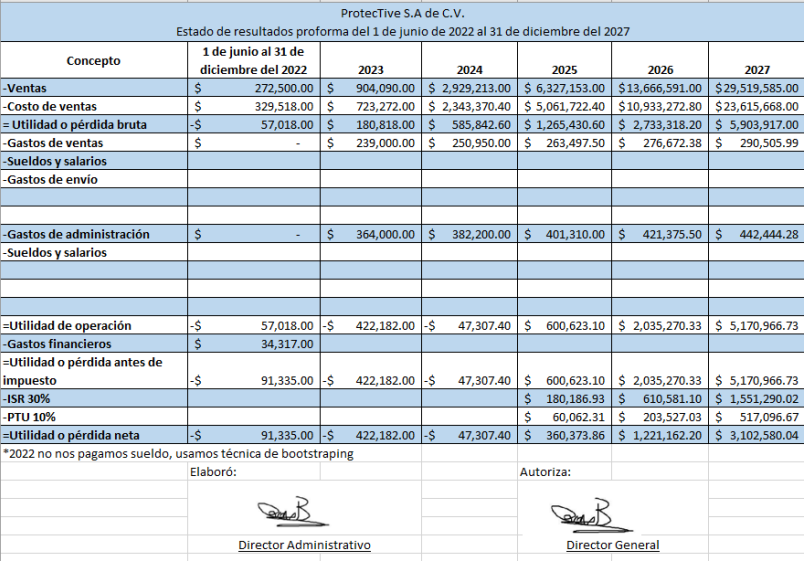 ProtecTive S.A de C.V.
Estado de resultados proforma del 1 de junio de 2022 al 31 de diciembre del 2027
Concepto 1 de junio al 31 de diciembre del 2022 2023 2024 2025 2026 2027
-Ventas $ 272,500.00 $ 904,090.00 $ 2,929,213.00 $ 6,327,153.00 $13,666,591.00 $29,519,585.00
-Costo de ventas $ 329,518.00 $ 723,272.00 $ 2,343,370.40 $ 5,061,722.40 $10,933,272.80 $23,615,668.00
= Utilidad o pérdida bruta -$ 57,018.00 $ 180,818.00 $ 585,842.60 $ 1,265,430.60 $ 2,733,318.20 $ 5,903,917.00
-Gastos de ventas $ - $ 239,000.00 $ 250,950.00 $ 263,497.50 $ 276,672.38 $ 290,505.99
-Sueldos y salarios
-Gastos de envío
-Gastos de administración $ - $ 364,000.00 $ 382,200.00 $ 401,310.00 $ 421,375.50 $ 442,444.28
-Sueldos y salarios
=Utilidad de operación -$ 57,018.00 -$ 422,182.00 -$ 47,307.40 $ 600,623.10 $ 2,035,270.33 $ 5,170,966.73
-Gastos financieros $ 34,317.00
=Utilidad o pérdida antes de
impuesto -$ 91,335.00 -$ 422,182.00 -$ 47,307.40 $ 600,623.10 $ 2,035,270.33 $ 5,170,966.73
-ISR 30% $ 180,186.93 $ 610,581.10 $ 1,551,290.02
-PTU 10% $ 60,062.31 $ 203,527.03 $ 517,096.67
=Utilidad o pérdida neta -$ 91,335.00 -$ 422,182.00 -$ 47,307.40 $ 360,373.86 $ 1,221,162.20 $ 3,102,580.04
*2022 no nos pagamos sueldo, usamos técnica de bootstraping
Elaboró: Autoriza:
Director Administrativo Director General